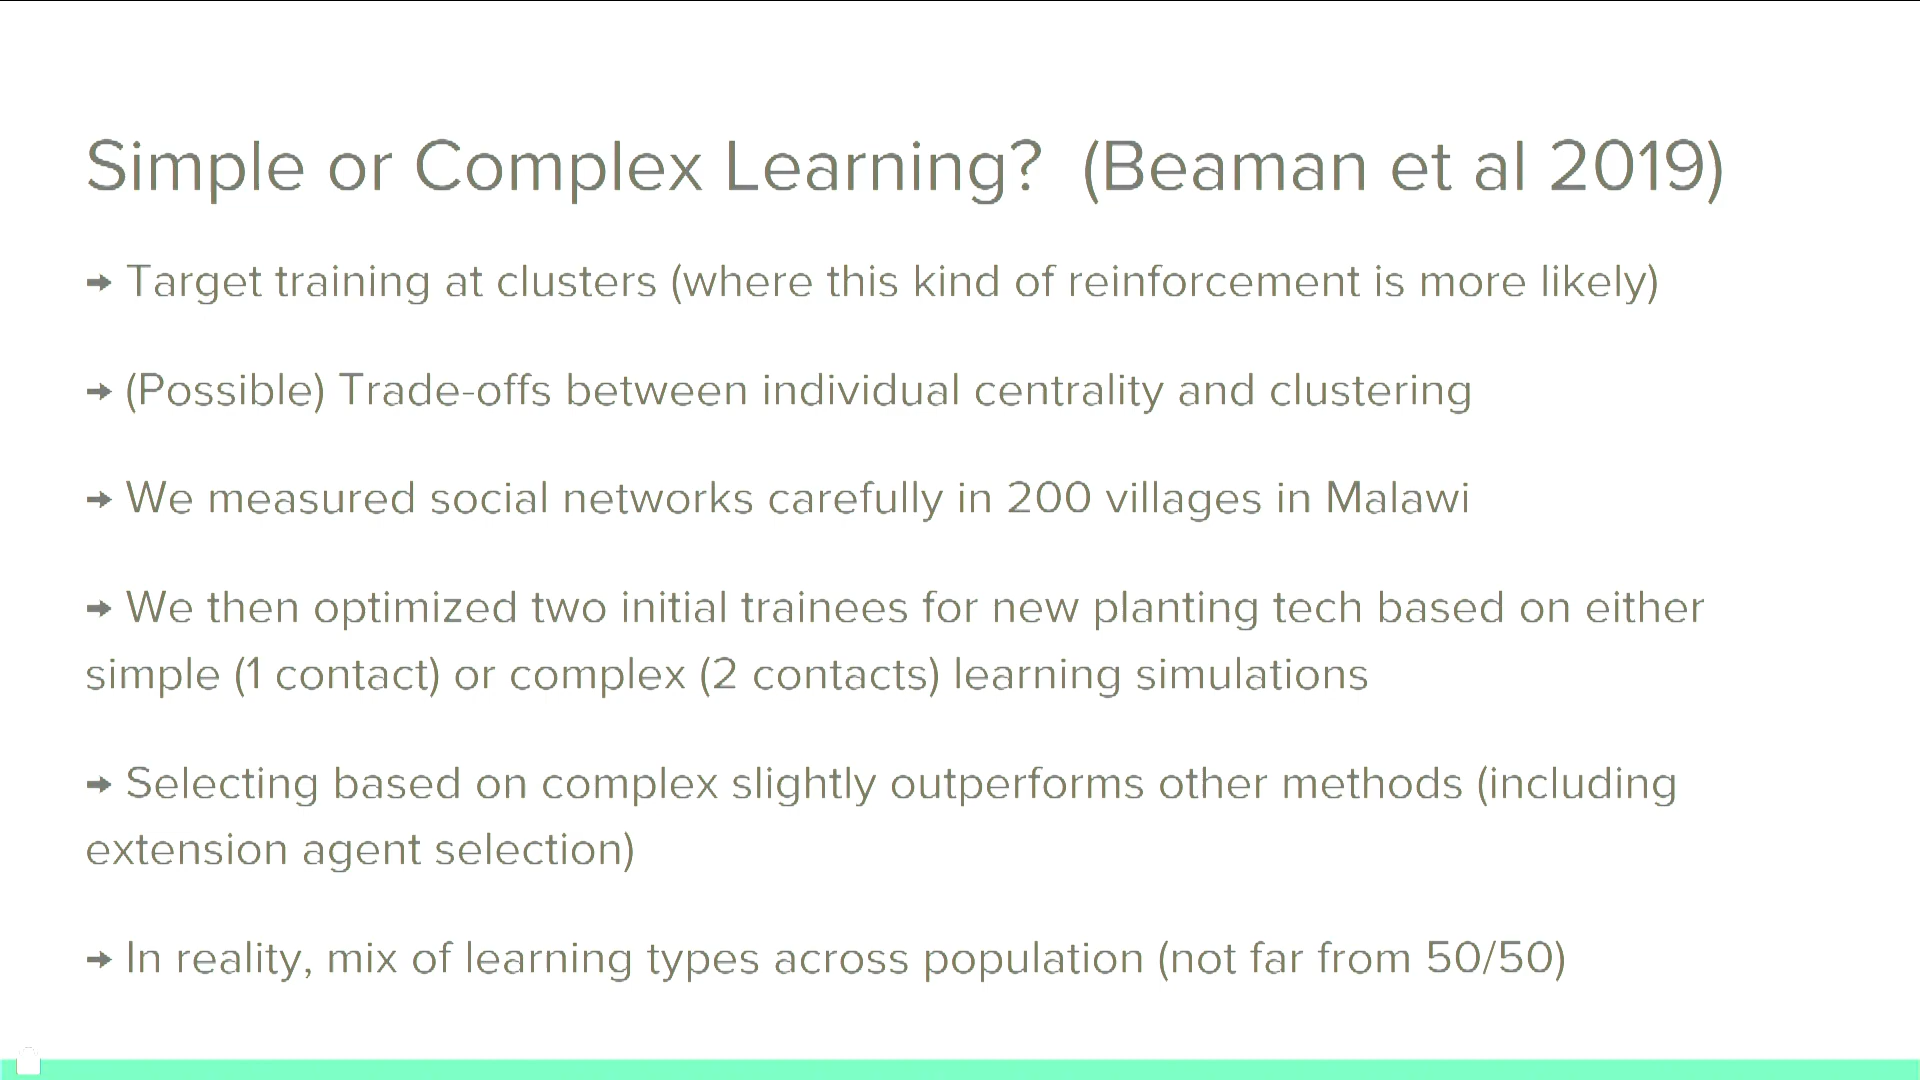 Simple or Complex Learning? (Beaman et al 2019)
➜ Target training at clusters (where this kind of reinforcement is more likely)
➜ (Possible) Trade-offs between individual centrality and clustering
➜ We measured social networks carefully in 200 villages in Malawi
➜ We then optimized two initial trainees for new planting tech based on either
simple (1 contact) or complex (2 contacts) learning simulations
➜ Selecting based on complex slightly outperforms other methods (including
extension agent selection)
➜ In reality, mix of learning types across population (not far from 50/50)